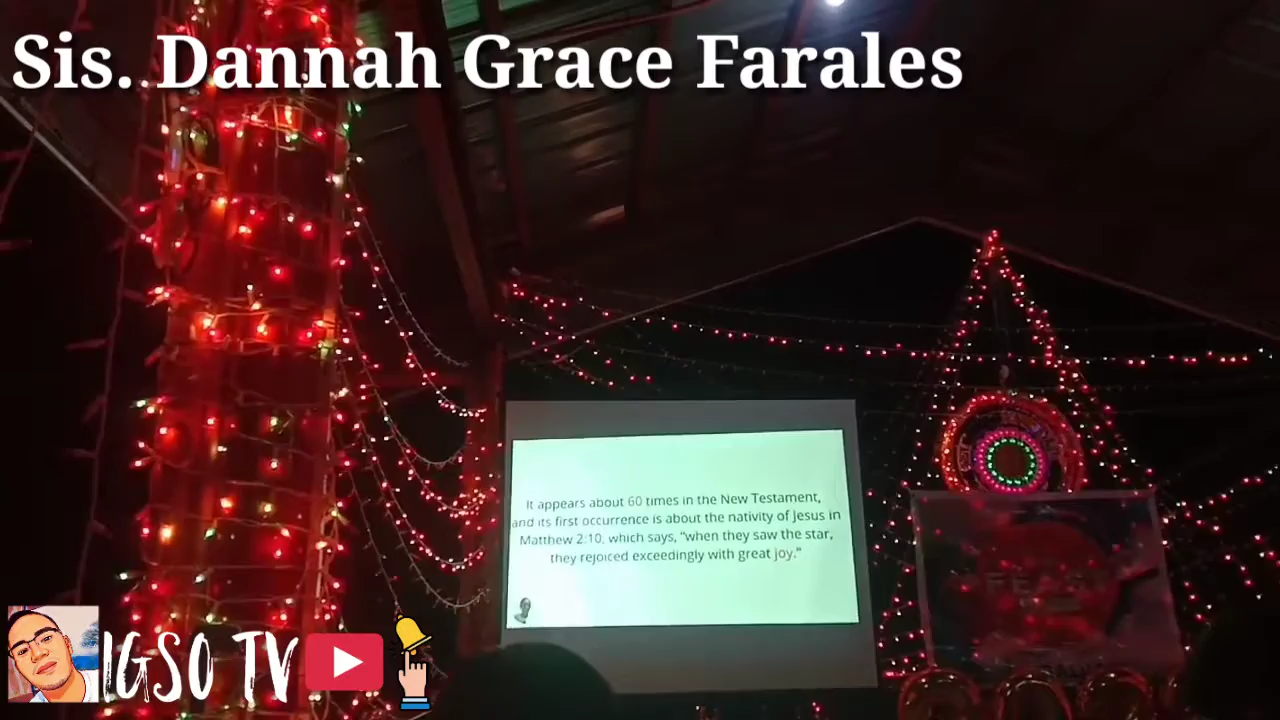 Sis. Dannah Grace Farales
It appears about 60 times in the New Testament,
and its first occurrence is about the nativity of Jesus in
Matthew 2:10, which says, "when they saw the star,
they rejoiced exceedingly with great joy."
IGSO TV